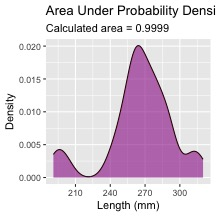 Area Under Probability Densi
Calculated area = 0.9999
0.020
0.015
0.010
0.005
0.000
Density
210
240
270
300
Length (mm)